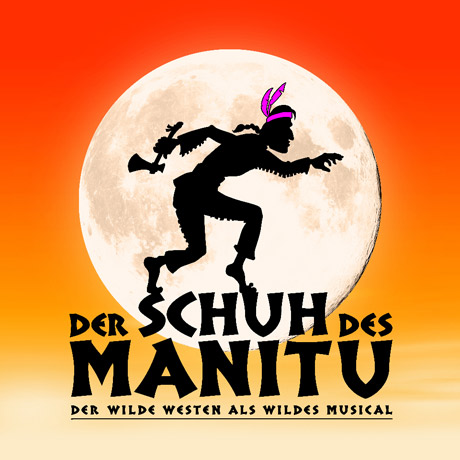 DER SCHUH DES
MANITU
DER WILDE WESTEN ALS WILDES MUSICAL